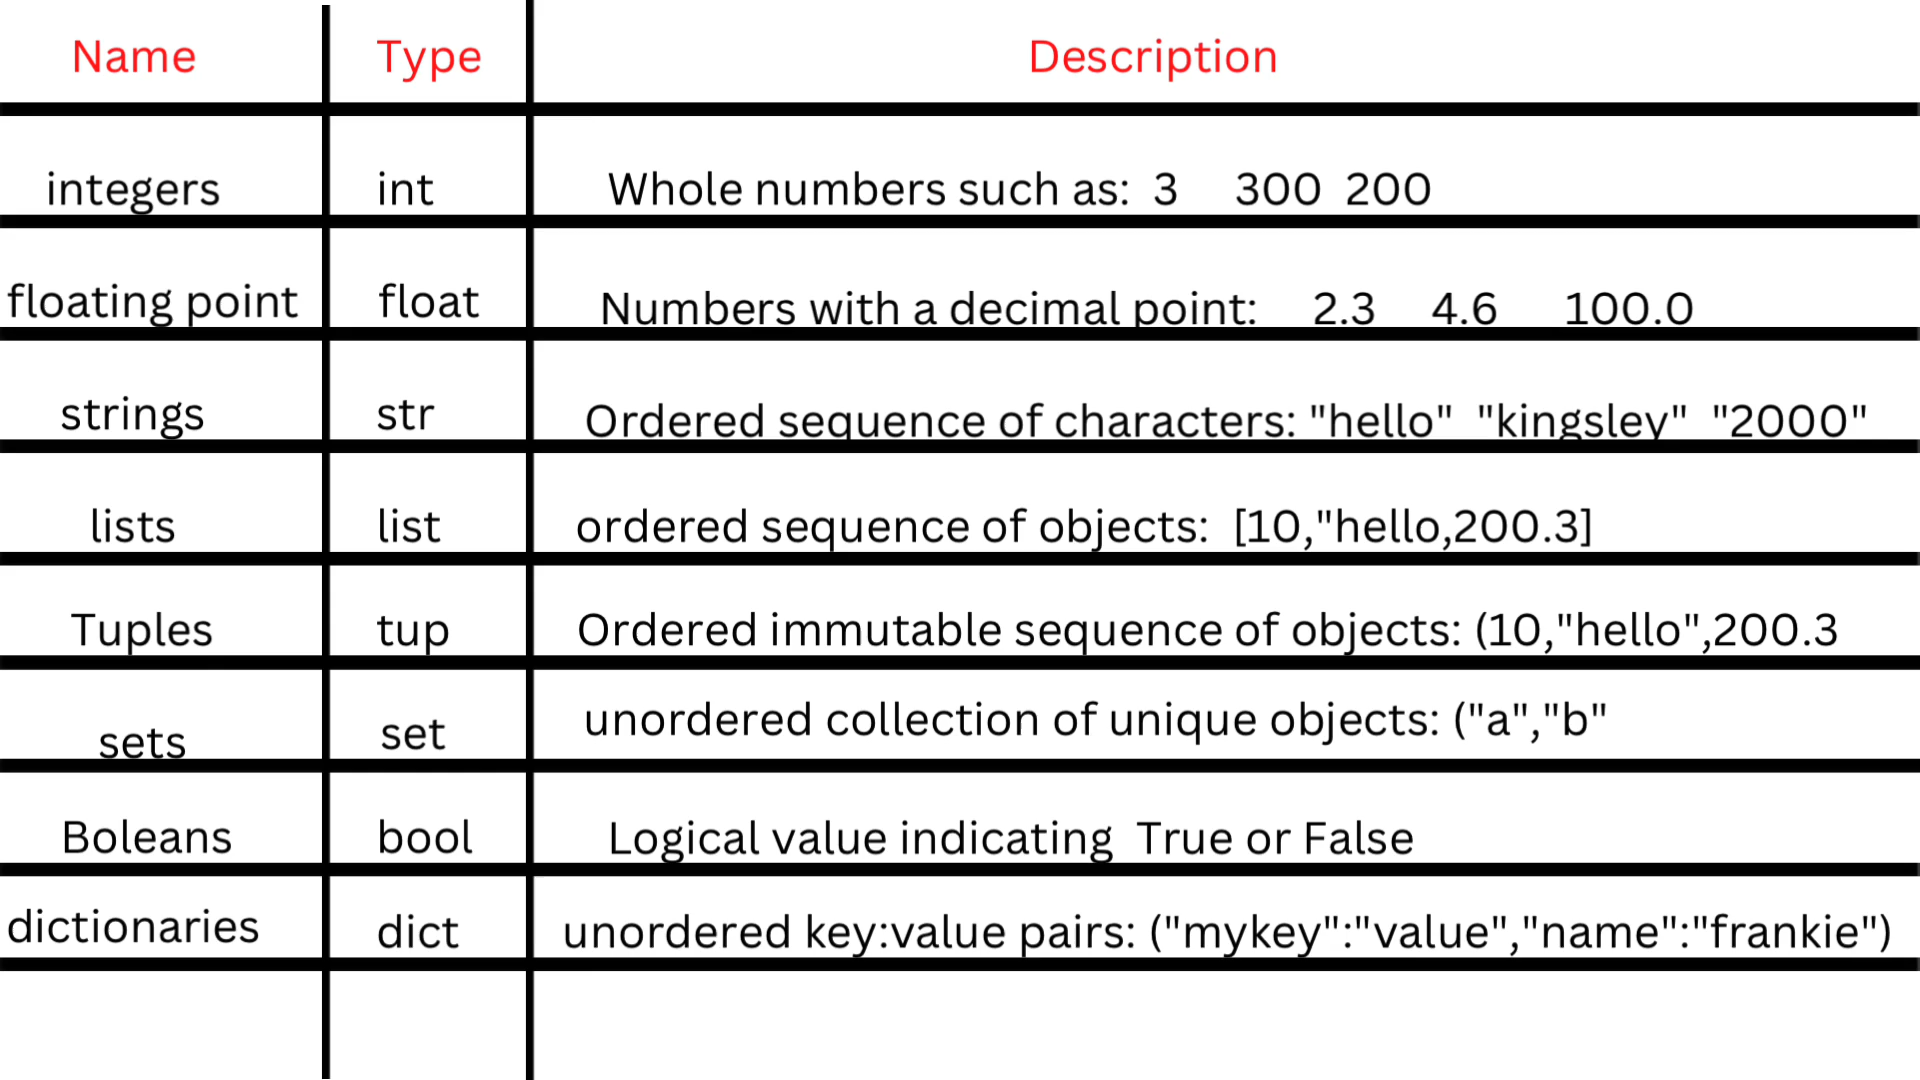 Name Type Description
integers int Whole numbers such as: 3 300 200
floating point float Numbers with a decimal point: 2.3 4.6 100.0
strings str Ordered sequence of characters: "hello" "kingsley" "2000"
lists list ordered sequence of objects: [10,"hello,200.3]
Tuples tup Ordered immutable sequence of objects: (10,"hello",200.3
sets set unordered collection of unique objects: ("a","b"
Boleans bool Logical value indicating True or False
dictionaries dict unordered key:value pairs: ("mykey":"value","name":"frankie")